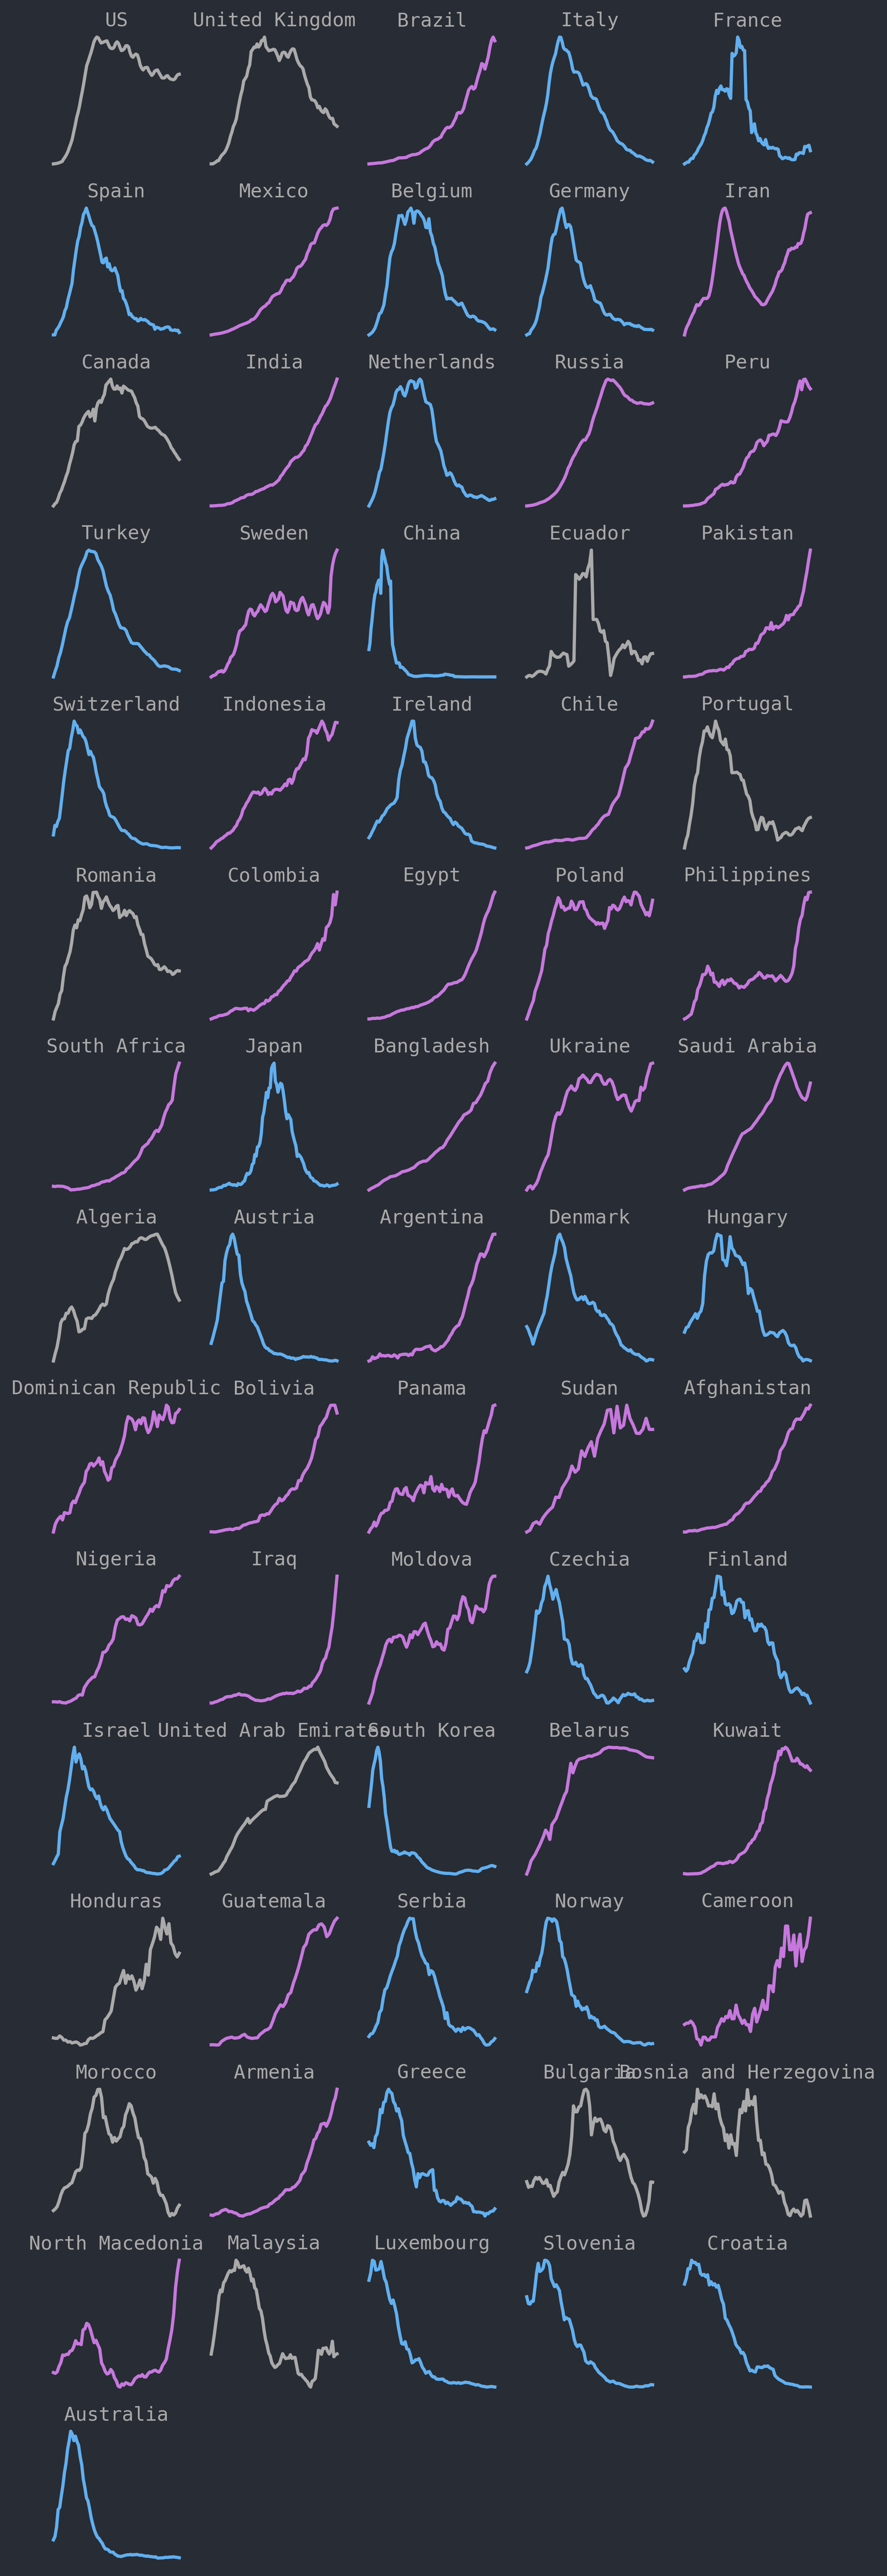 US United Kingdom Brazil Italy France
Spain Mexico Belgium Germany Iran
Canada India Netherlands Russia Peru
Turkey Sweden China Ecuador Pakistan
Switzerland Indonesia Ireland Chile Portugal
Romania Colombia Egypt Poland Philippines
South Africa Japan Bangladesh Ukraine Saudi Arabia
Algeria Austria Argentina Denmark Hungary
Dominican Republic Bolivia Panama Sudan Afghanistan
Nigeria Iraq Moldova Czechia Finland
Israel United Arab Emirates South Korea Belarus Kuwait
Honduras Guatemala Serbia Norway Cameroon
Morocco Armenia Greece Bulgaria Bosnia and Herzegovina
North Macedonia Malaysia Luxembourg Slovenia Croatia
Australia